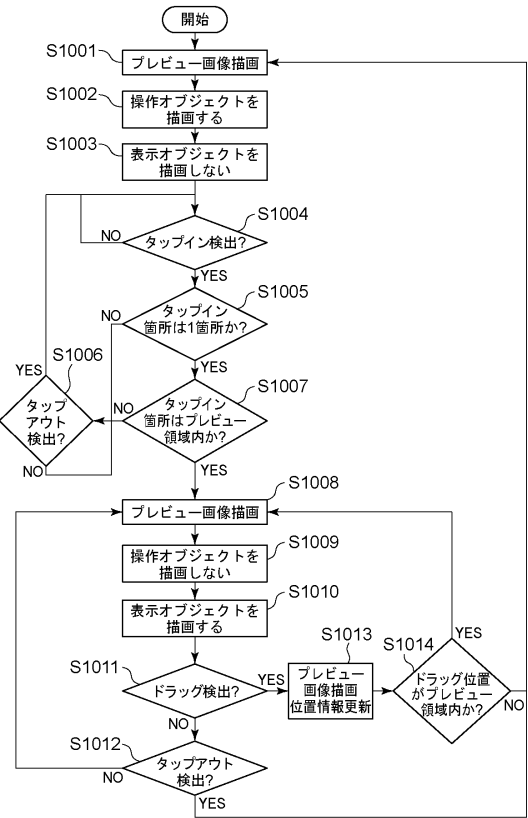 開始
S1001
プレビュー画像描画
S1002
操作オブジェクトを
描画する
S1003
表示オブジェクトを
描画しない
S1004
タップイン検出?
NO
YES
S1005
タップイン
箇所は1箇所か?
NO
YES
S1006
タップ
アウト
検出?
YES
NO
S1007
タップイン
箇所はプレビュー
領域内か?
NO
YES
S1008
プレビュー画像描画
S1009
操作オブジェクトを
描画しない
S1010
表示オブジェクトを
描画する
S1011
ドラッグ検出?
YES
NO
S1013
プレビュー
画像描画
位置情報更新
S1014
ドラッグ位置
がプレビュー
領域内か?
YES
NO
S1012
タップアウト
検出?
NO
YES